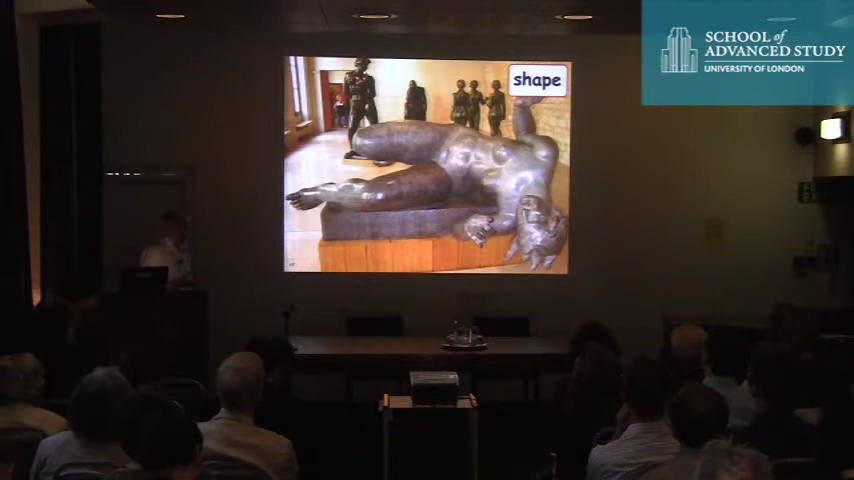 shape
SCHOOL of
ADVANCED STUDY
UNIVERSITY OF LONDON